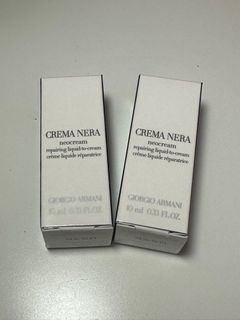 CREMA NERA
neocream
repairing liquid-to-cream
crème liquide réparatrice
GIORGIO ARMANI
10 ml 0.33 FL.OZ.
CREMA NERA
neocream
repairing liquid-to-cream
crème liquide réparatrice
GIORGIO ARMANI
10 ml 0.33 FL.OZ.